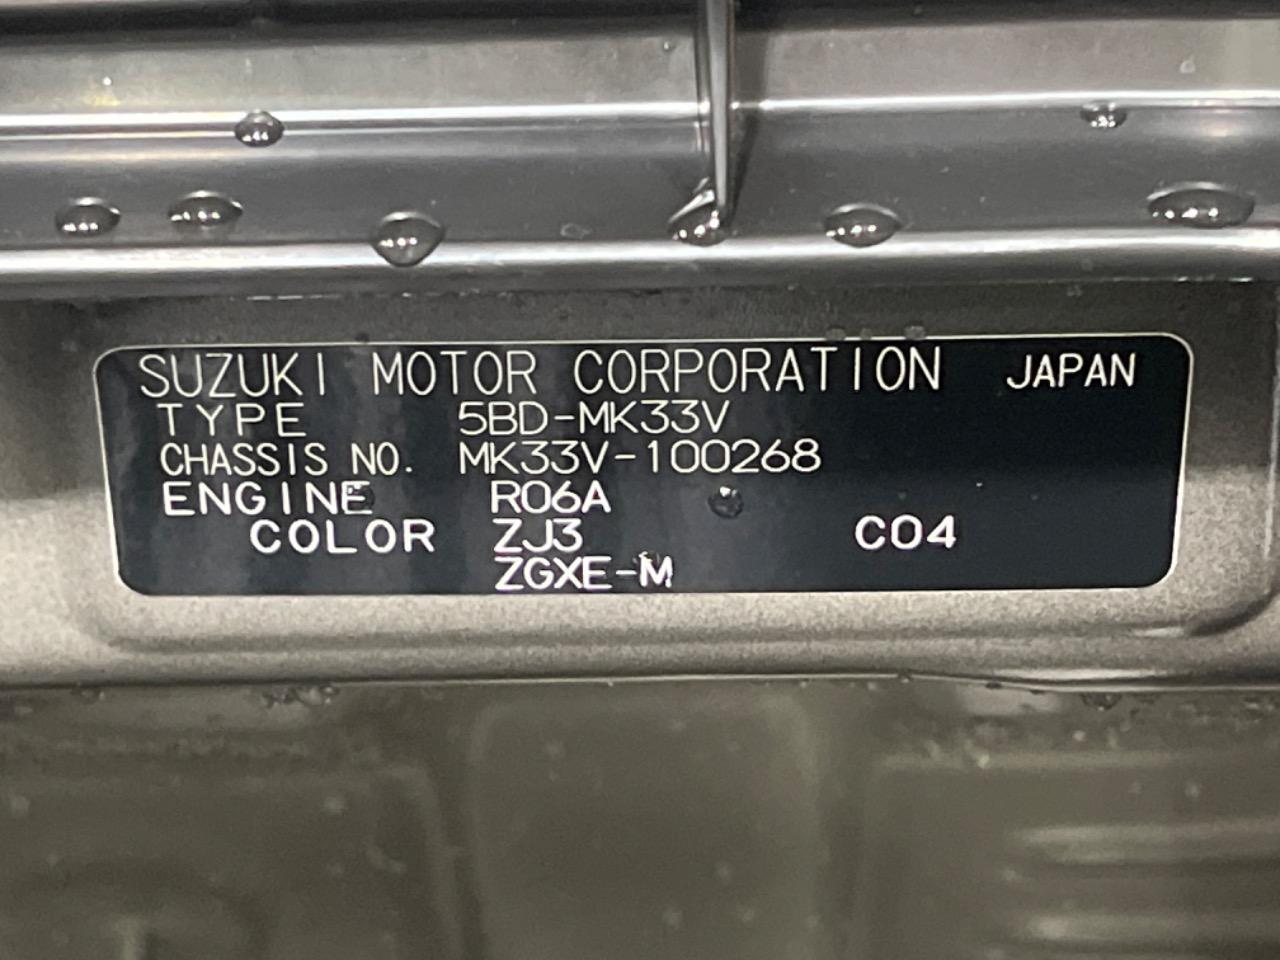 SUZUKI MOTOR CORPORATION JAPAN
TYPE 5BD-MK33V
CHASSIS NO. MK33V-100268
ENGINE R06A
COLOR ZJ3 C04
ZGXE-M